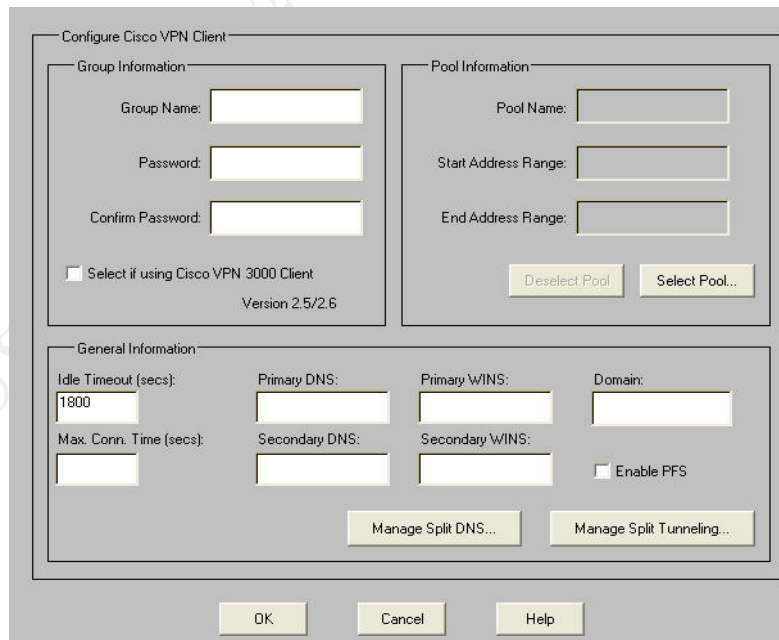 Configure Cisco VPN Client
Group Information
Group Name:
Password:
Confirm Password:
Select if using Cisco VPN 3000 Client
Version 2.5/2.6
Pool Information
Pool Name:
Start Address Range:
End Address Range:
Deselect Pool
Select Pool...
General Information
Idle Timeout (secs):
Primary DNS:
Primary WINS:
Domain:
1800
Max. Conn. Time (secs):
Secondary DNS:
Secondary WINS:
Enable PFS
Manage Split DNS...
Manage Split Tunneling...
OK
Cancel
Help